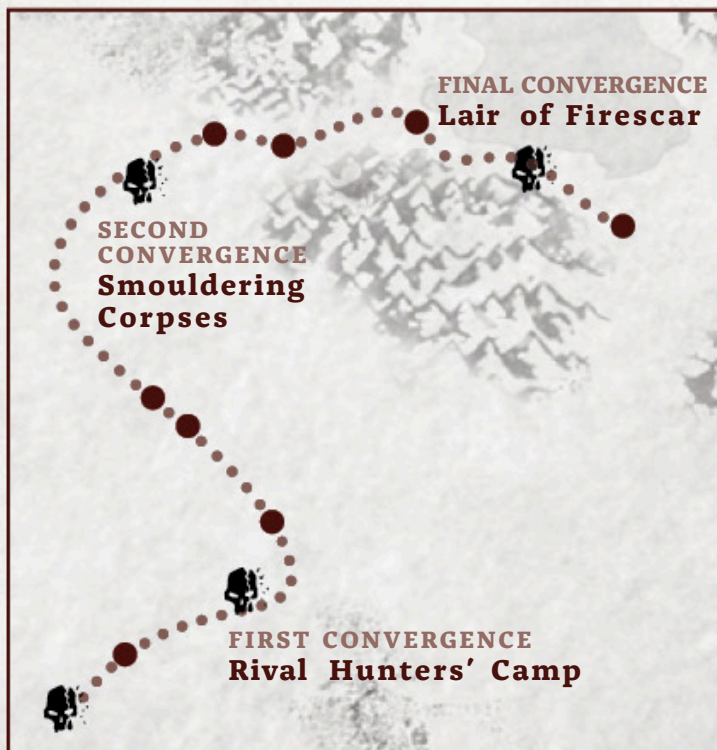 FINAL CONVERGENCE
Lair of Firescar
SECOND
CONVERGENCE
Smouldering
Corpses
FIRST CONVERGENCE
Rival Hunters’ Camp